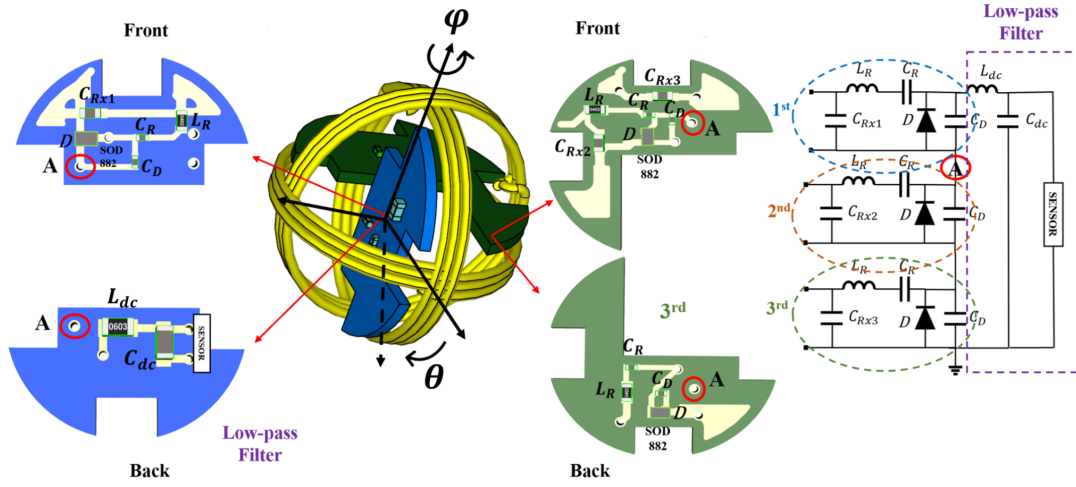 Front
C_Rx1
L_R
D
C_R
SOD
882
A
C_D
A
L_dc
0603
C_dc
SENSOR
Low-pass
Filter
Back
φ
θ
Front
C_Rx3
L_R
0603
C_R
C_D
A
D
C_Rx2
SOD
882
3rd
C_R
L_R
C_D
A
D
SOD
882
Back
Low-pass
Filter
L_R
C_R
L_dc
1st
C_Rx1
D
C_D
C_dc
A
L_R
C_R
2nd
C_Rx2
D
C_D
SENSOR
L_R
C_R
3rd
C_Rx3
D
C_D